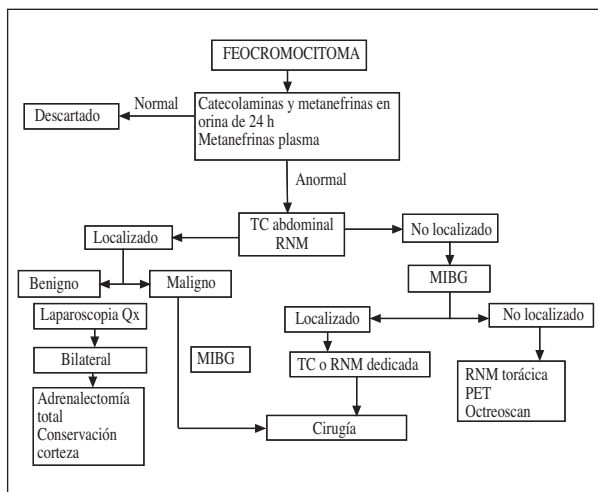 FEOCROMOCITOMA
Normal
Descartado
Catecolaminas y metanefrinas en
orina de 24 h
Metanefrinas plasma
Anormal
TC abdominal
RNM
Localizado
No localizado
Benigno
Maligno
MIBG
Laparoscopia Qx
Localizado
No localizado
Bilateral
MIBG
TC o RNM dedicada
RNM torácica
PET
Octreoscan
Adrenalectomía
total
Conservación
corteza
Cirugía